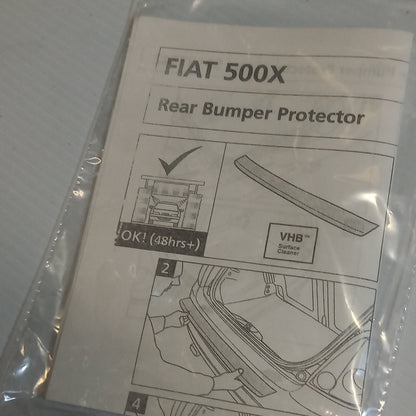 FIAT 500X
Rear Bumper Protector
OK! (48hrs+)
VHB™
Surface
Cleaner
2
4